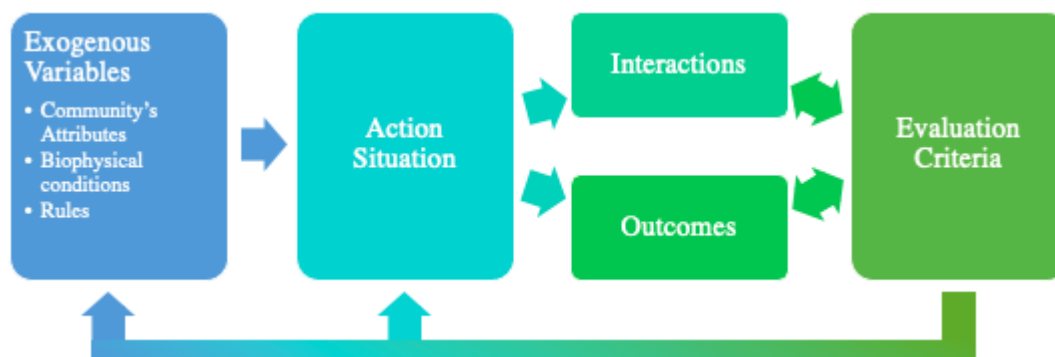 Exogenous
Variables
• Community's
Attributes
• Biophysical
conditions
• Rules
Action
Situation
Interactions
Outcomes
Evaluation
Criteria